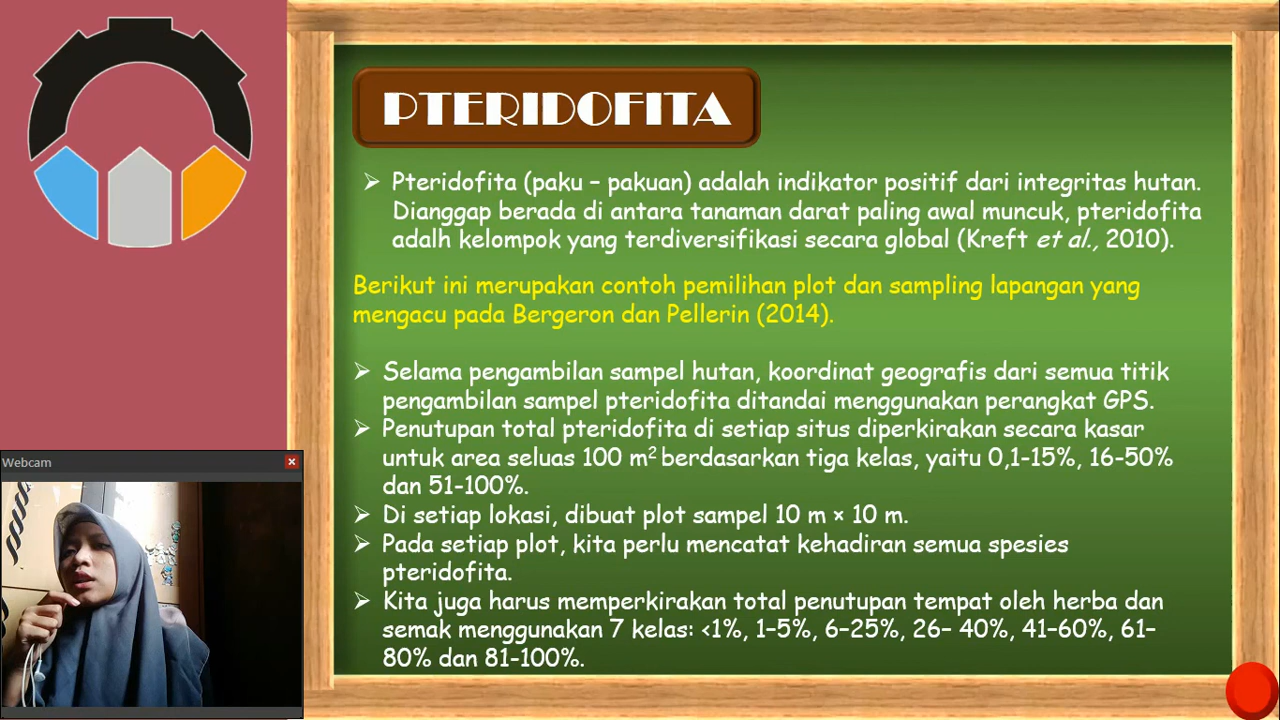 PTERIDOFITA
➢ Pteridofita (paku – pakuan) adalah indikator positif dari integritas hutan.
Dianggap berada di antara tanaman darat paling awal muncuk, pteridofita
adalh kelompok yang terdiversifikasi secara global (Kreft et al., 2010).
Berikut ini merupakan contoh pemilihan plot dan sampling lapangan yang
mengacu pada Bergeron dan Pellerin (2014).
➢ Selama pengambilan sampel hutan, koordinat geografis dari semua titik
pengambilan sampel pteridofita ditandai menggunakan perangkat GPS.
➢ Penutupan total pteridofita di setiap situs diperkirakan secara kasar
untuk area seluas 100 m² berdasarkan tiga kelas, yaitu 0,1-15%, 16-50%
dan 51-100%.
➢ Di setiap lokasi, dibuat plot sampel 10 m × 10 m.
➢ Pada setiap plot, kita perlu mencatat kehadiran semua spesies
pteridofita.
➢ Kita juga harus memperkirakan total penutupan tempat oleh herba dan
semak menggunakan 7 kelas: <1%, 1–5%, 6–25%, 26– 40%, 41–60%, 61–
80% dan 81-100%.
Webcam